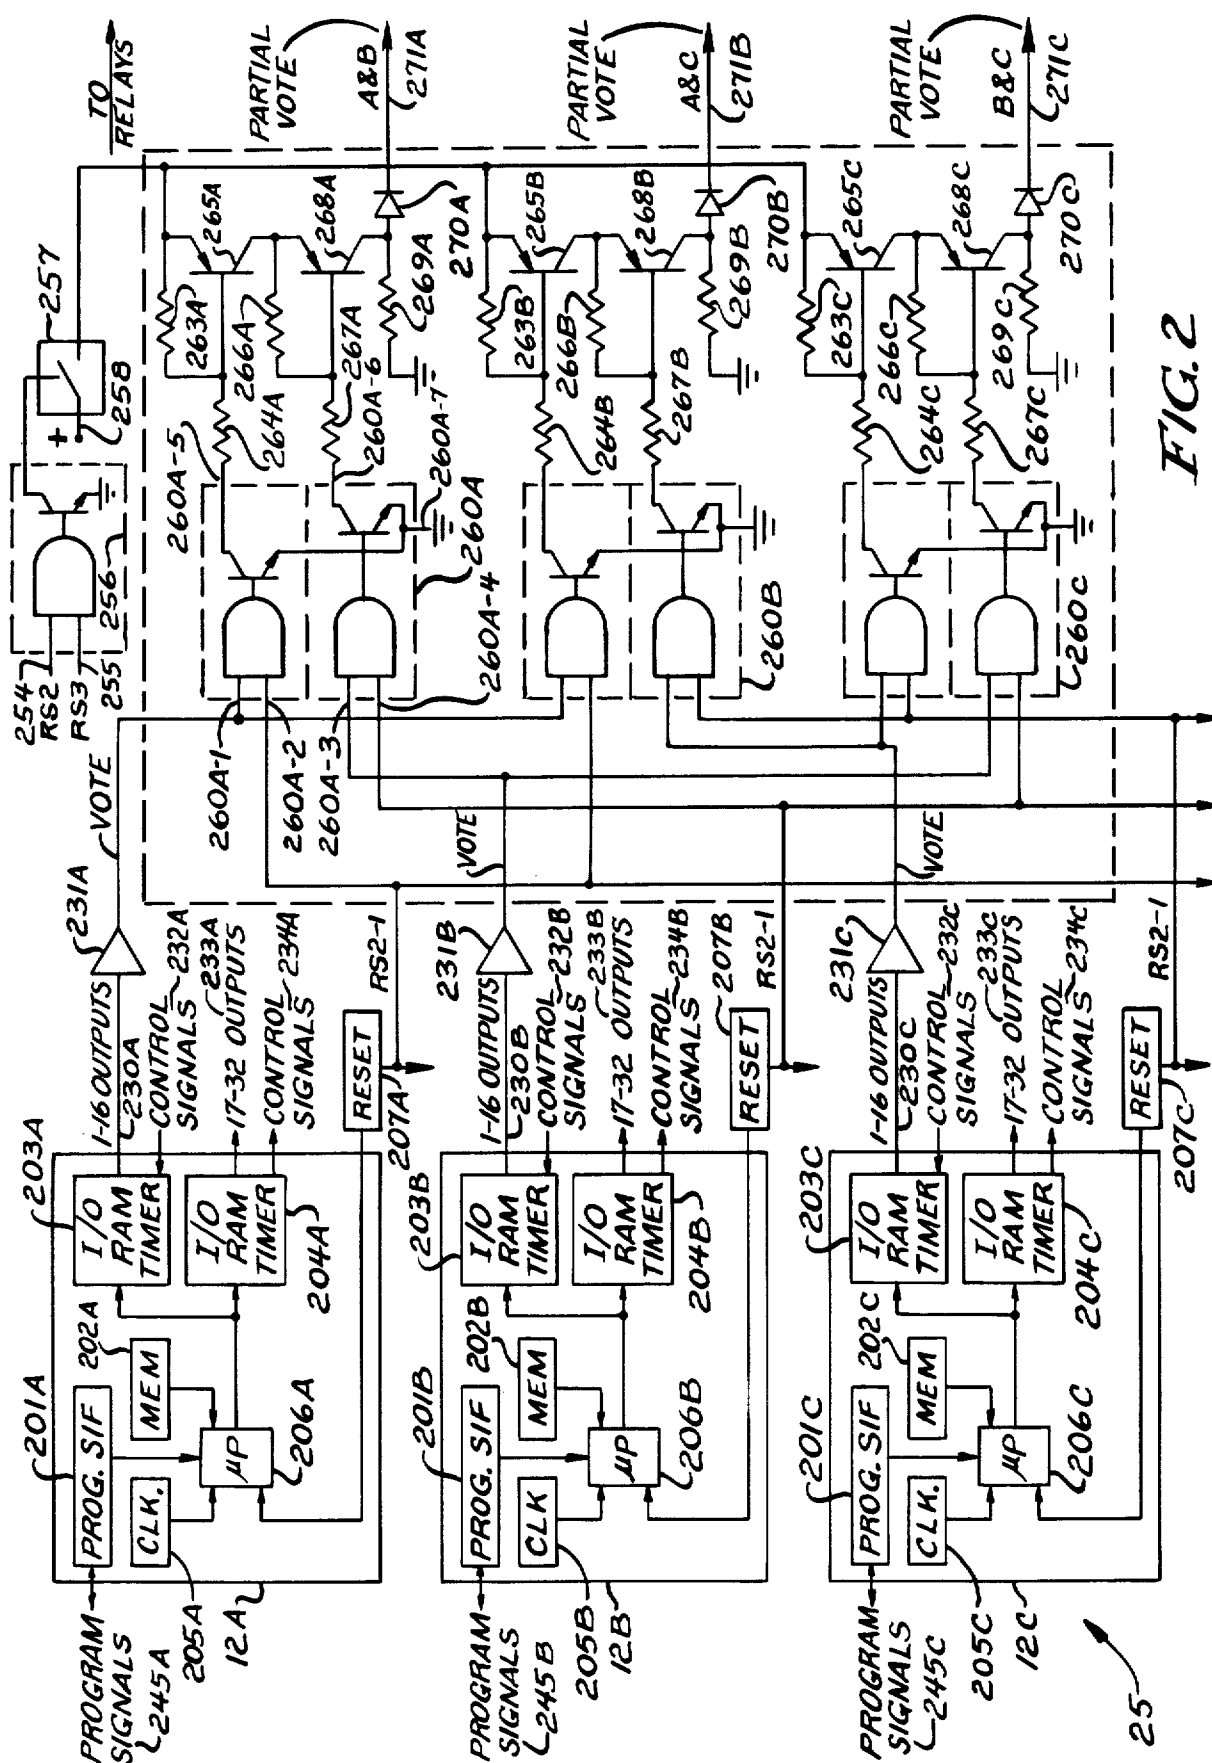 TO
RELAYS
254
RS2
RS3
255
256
257
+
258
PROGRAM
SIGNALS
245A
205A
12A
201A
PROG. SIF
202A
MEM
CLK.
μP
206A
203A
I/O
RAM
TIMER
I/O
RAM
TIMER
204A
1-16 OUTPUTS
230A
CONTROL
SIGNALS
232A
17-32 OUTPUTS
233A
CONTROL
SIGNALS
234A
RESET
207A
RS2-1
231A
VOTE
260A-1
260A-2
260A-3
260A-4
260A
260A-5
260A-6
260A-7
263A
264A
265A
266A
267A
268A
269A
270A
PARTIAL
VOTE
A&B
271A
PROGRAM
SIGNALS
245B
205B
12B
201B
PROG. SIF
202B
MEM
CLK
μP
206B
203B
I/O
RAM
TIMER
I/O
RAM
TIMER
204B
1-16 OUTPUTS
230B
CONTROL
SIGNALS
232B
17-32 OUTPUTS
233B
CONTROL
SIGNALS
234B
RESET
207B
RS2-1
231B
VOTE
260B
263B
264B
265B
266B
267B
268B
269B
270B
PARTIAL
VOTE
A&C
271B
PROGRAM
SIGNALS
245C
205C
12C
201C
PROG. SIF
202C
MEM
CLK.
μP
206C
203C
I/O
RAM
TIMER
I/O
RAM
TIMER
204C
1-16 OUTPUTS
230C
CONTROL
SIGNALS
232C
17-32 OUTPUTS
233C
CONTROL
SIGNALS
234C
RESET
207C
RS2-1
231C
VOTE
260C
263C
264C
265C
266C
267C
268C
269C
270C
PARTIAL
VOTE
B&C
271C
25
FIG. 2